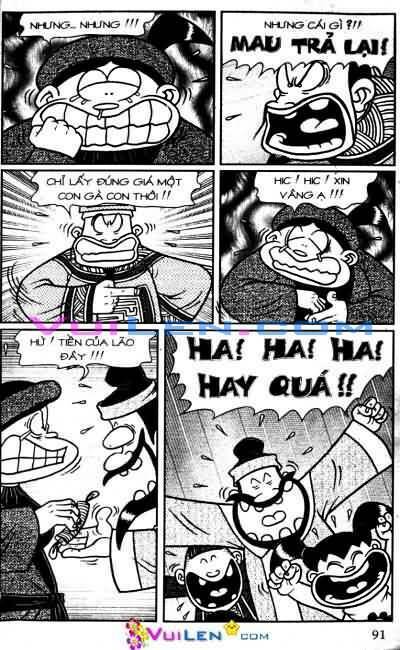 NHƯNG... NHƯNG !!!
NHƯNG CÁI GÌ ?!!
MAU TRẢ LẠI!
CHỈ LẤY ĐÚNG GIÁ MỘT
CON GÀ CON THÔI !!
HIC ! HIC ! XIN
VÂNG Ạ !!!
VUILEN.COM
HỪ ! TIỀN CỦA LÃO
ĐÂY !!!
HA! HA! HA!
HAY QUÁ!!
91
VUILEN.COM